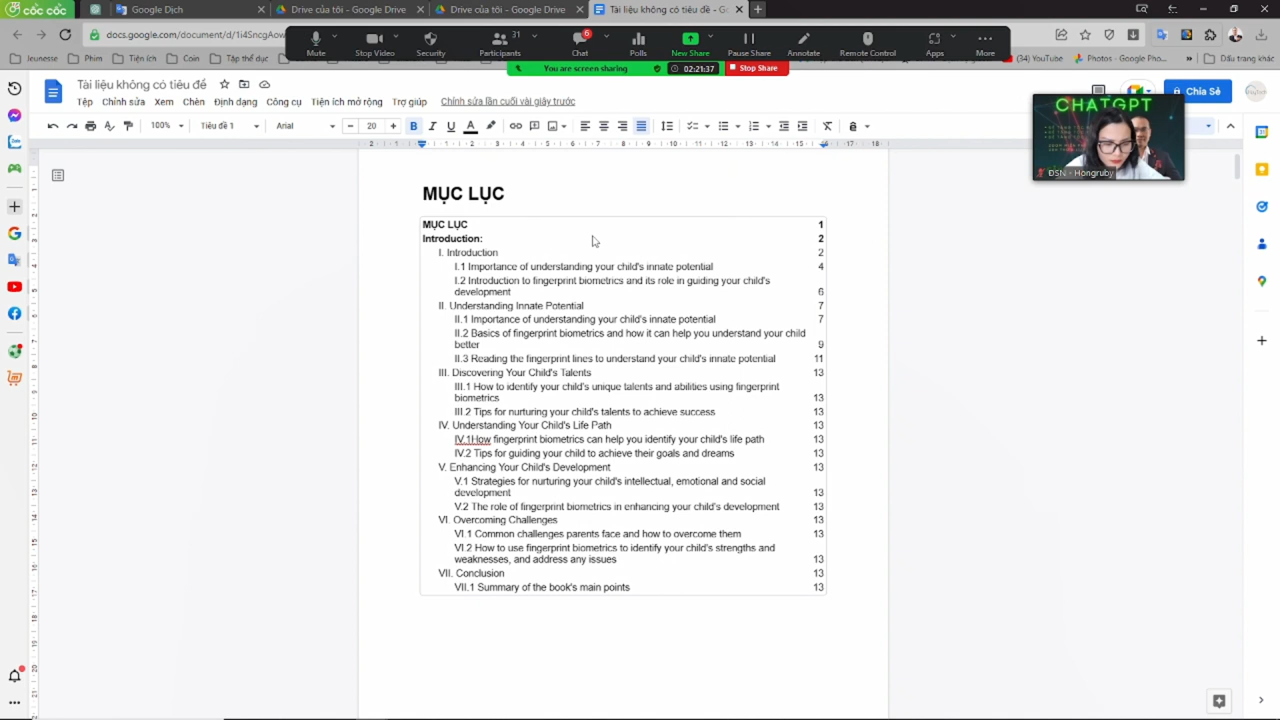 Google Dịch
Drive của tôi - Google Drive
Drive của tôi - Google Drive
Tài liệu không có tiêu đề - G
docs.google.com/document/d/1i4SncgAow
Mute
Stop Video
Security
31
Participants
6
Chat
Polls
New Share
Pause Share
Annotate
Remote Control
Apps
More
You are screen sharing
02:21:37
Stop Share
Jeunesse
Tập thể dục
(34) YouTube
Photos - Google Pho...
Dấu trang khác
Tài liệu không có tiêu đề
Tệp Chỉnh sửa Xem Chèn Định dạng Công cụ Tiện ích mở rộng Trợ giúp
Chỉnh sửa lần cuối vài giây trước
Chia Sẻ
100% Tiêu đề 1 Arial 20
CHATGPT
ĐSN - Hongruby
MỤC LỤC
MỤC LỤC 1
Introduction: 2
I. Introduction 2
I.1 Importance of understanding your child's innate potential 4
I.2 Introduction to fingerprint biometrics and its role in guiding your child's
development 6
II. Understanding Innate Potential 7
II.1 Importance of understanding your child's innate potential 7
II.2 Basics of fingerprint biometrics and how it can help you understand your child
better 9
II.3 Reading the fingerprint lines to understand your child's innate potential 11
III. Discovering Your Child's Talents 13
III.1 How to identify your child's unique talents and abilities using fingerprint
biometrics 13
III.2 Tips for nurturing your child's talents to achieve success 13
IV. Understanding Your Child's Life Path 13
IV.1How fingerprint biometrics can help you identify your child's life path 13
IV.2 Tips for guiding your child to achieve their goals and dreams 13
V. Enhancing Your Child's Development 13
V.1 Strategies for nurturing your child's intellectual, emotional and social
development 13
V.2 The role of fingerprint biometrics in enhancing your child's development 13
VI. Overcoming Challenges 13
VI.1 Common challenges parents face and how to overcome them 13
VI.2 How to use fingerprint biometrics to identify your child's strengths and
weaknesses, and address any issues 13
VII. Conclusion 13
VII.1 Summary of the book's main points 13